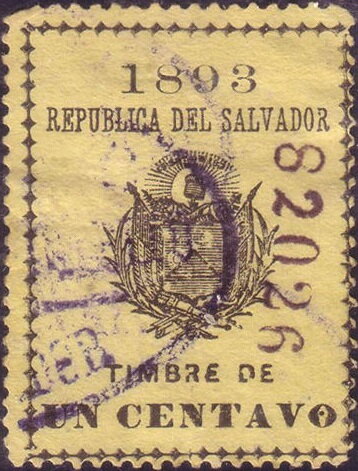 1893
REPUBLICA DEL SALVADOR
82026
TIMBRE DE
UN CENTAVO